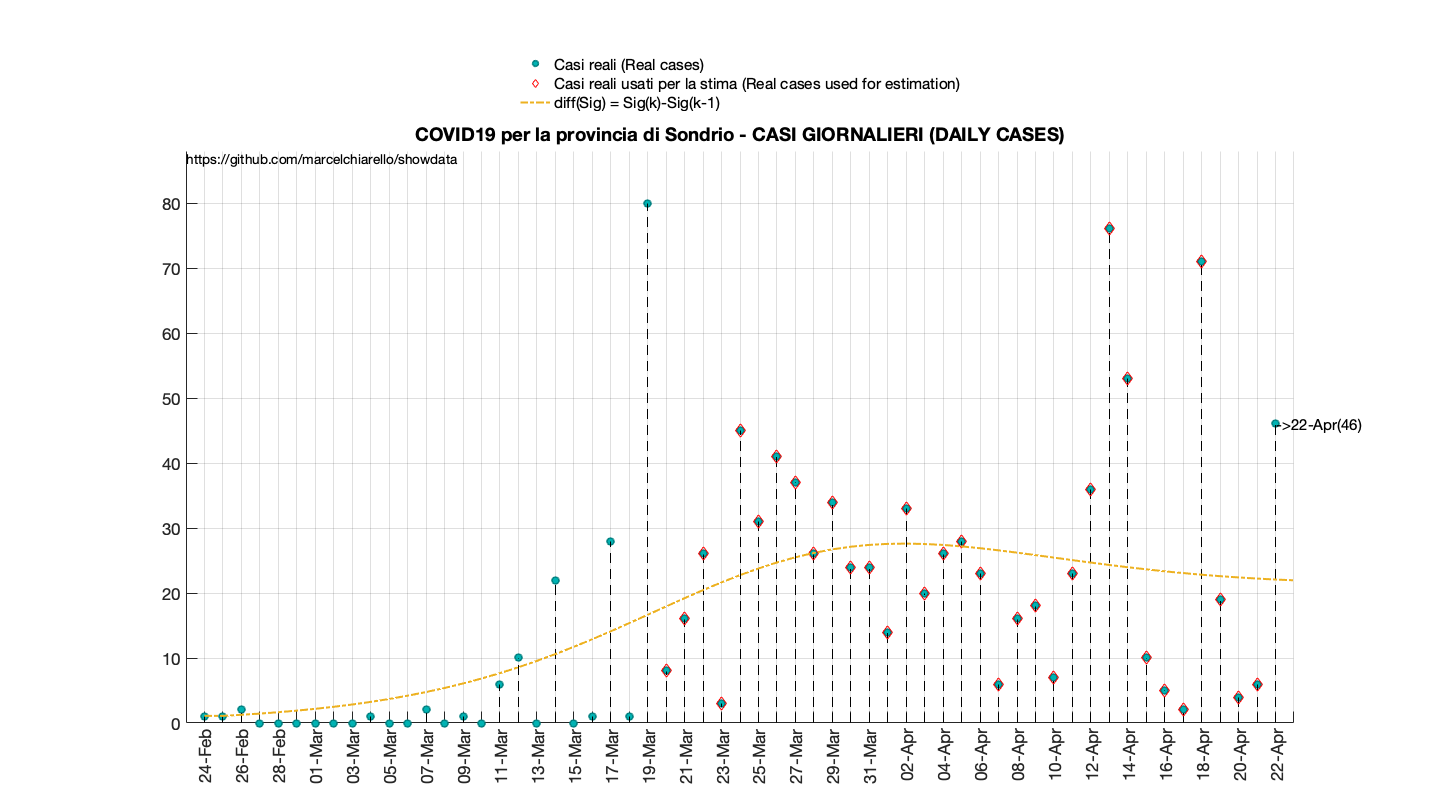 Casi reali (Real cases)
Casi reali usati per la stima (Real cases used for estimation)
diff(Sig) = Sig(k)-Sig(k-1)
COVID19 per la provincia di Sondrio - CASI GIORNALIERI (DAILY CASES)
https://github.com/marcelchiarello/showdata
80
70
60
50
40
30
20
10
0
->22-Apr(46)
24-Feb
26-Feb
28-Feb
01-Mar
03-Mar
05-Mar
07-Mar
09-Mar
11-Mar
13-Mar
15-Mar
17-Mar
19-Mar
21-Mar
23-Mar
25-Mar
27-Mar
29-Mar
31-Mar
02-Apr
04-Apr
06-Apr
08-Apr
10-Apr
12-Apr
14-Apr
16-Apr
18-Apr
20-Apr
22-Apr